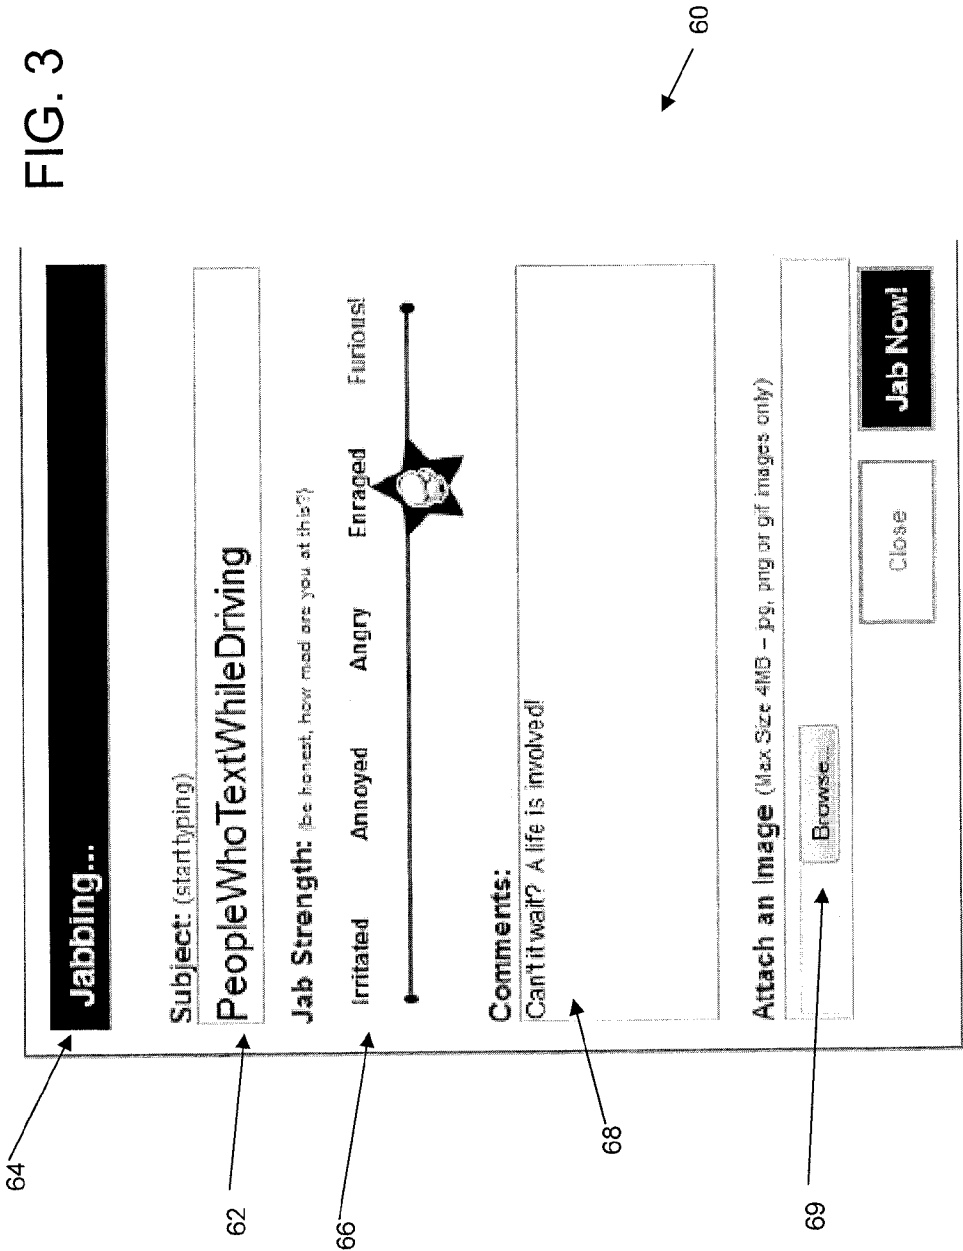 FIG. 3
60
64
Jabbing...
Subject: (start typing)
62
PeopleWhoTextWhileDriving
Jab Strength: (be honest, how mad are you at this?)
66
Irritated Annoyed Angry Enraged Furious!
Comments:
68
Can't it wait? A life is involved!
Attach an Image (Max Size 4MB – jpg, png or gif images only)
69
Browse...
Close
Jab Now!